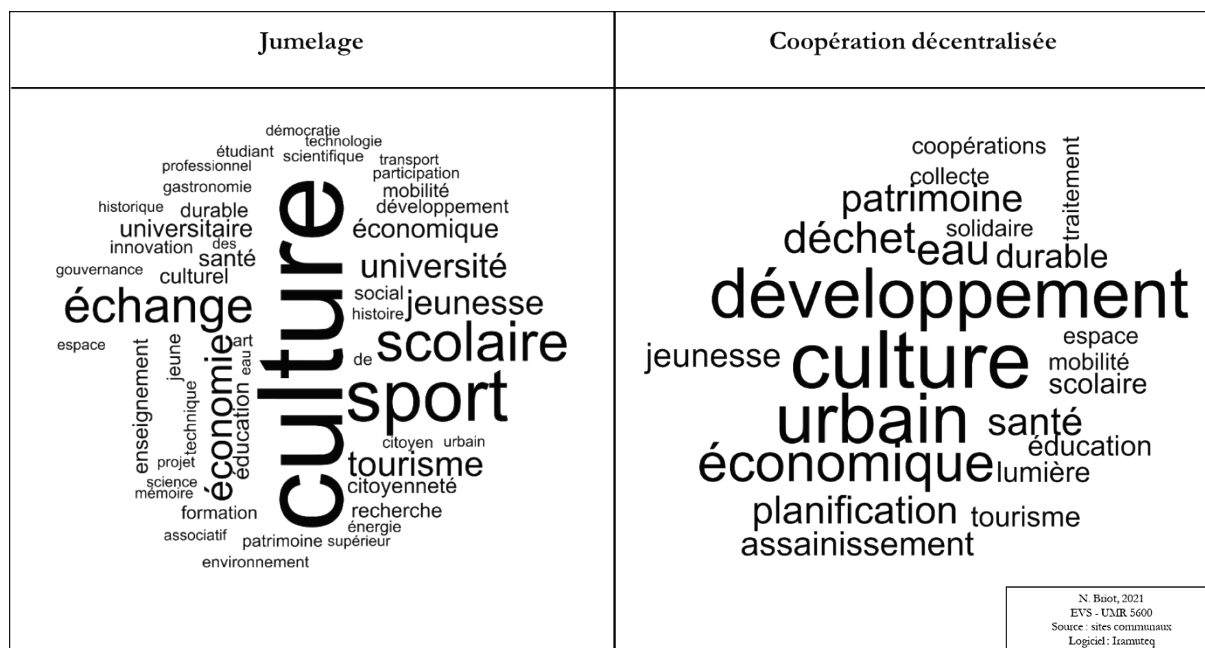 Jumelage
Coopération décentralisée
démocratie
technologie
étudiant
scientifique
transport
professionnel
participation
gastronomie
mobilité
historique
durable
développement
universitaire
économique
innovation
des
santé
gouvernance
culturel
université
échange
social
jeunesse
histoire
culture
scolaire
espace
art
de
enseignement
jeune
économie
eau
sport
technique
éducation
citoyen
urbain
projet
tourisme
science
citoyenneté
mémoire
formation
recherche
énergie
associatif
patrimoine
supérieur
environnement
coopérations
collecte
traitement
patrimoine
solidaire
déchet
eau
durable
développement
espace
jeunesse
culture
mobilité
scolaire
urbain
santé
éducation
économique
lumière
planification
tourisme
assainissement
N. Briot, 2021
EVS - UMR 5600
Source : sites communaux
Logiciel : Iramuteq